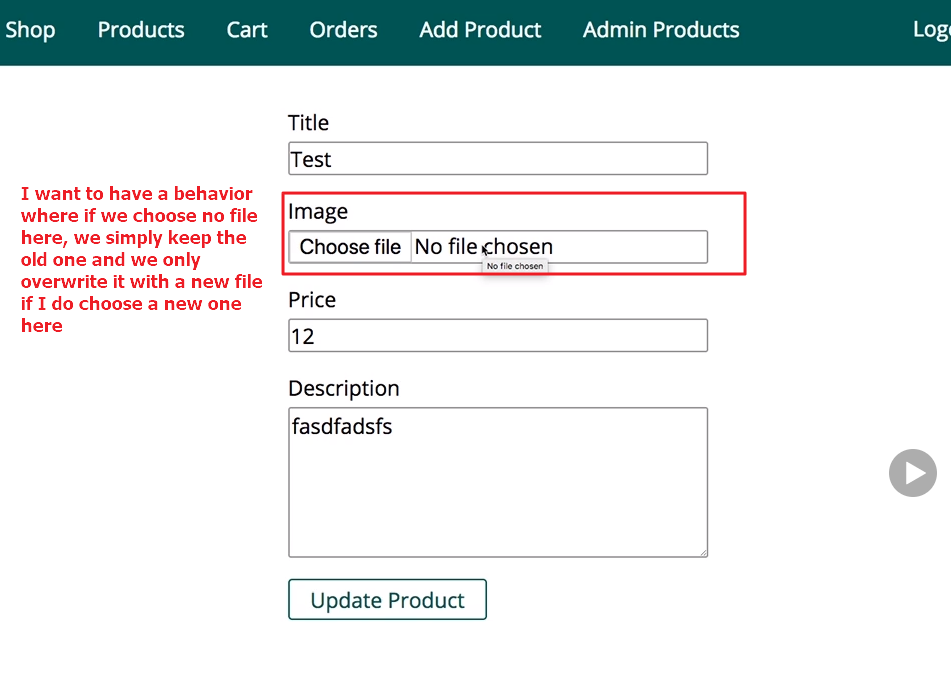 Shop Products Cart Orders Add Product Admin Products Log
Title
Test
I want to have a behavior
where if we choose no file
here, we simply keep the
old one and we only
overwrite it with a new file
if I do choose a new one
here
Image
Choose file No file chosen
No file chosen
Price
12
Description
fasdfadsfs
Update Product